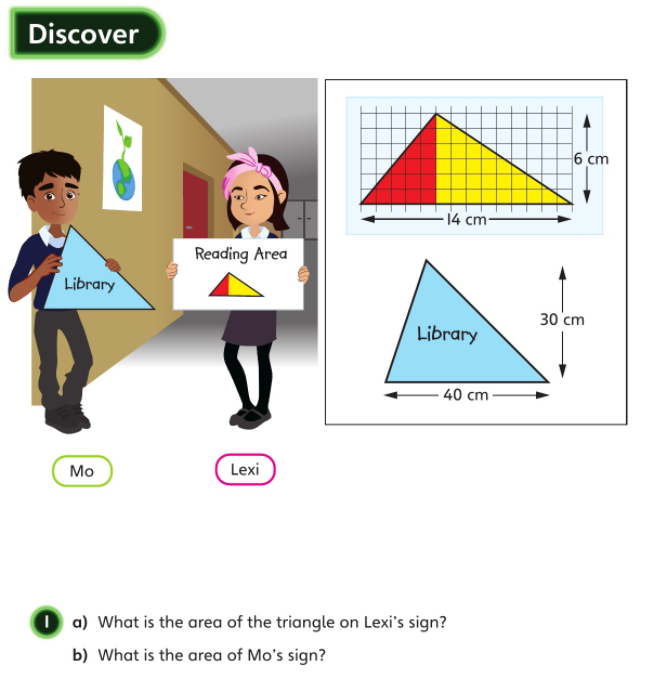 Discover
Library
Reading Area
6 cm
14 cm
Library
30 cm
40 cm
Mo
Lexi
1 a) What is the area of the triangle on Lexi's sign?
b) What is the area of Mo's sign?